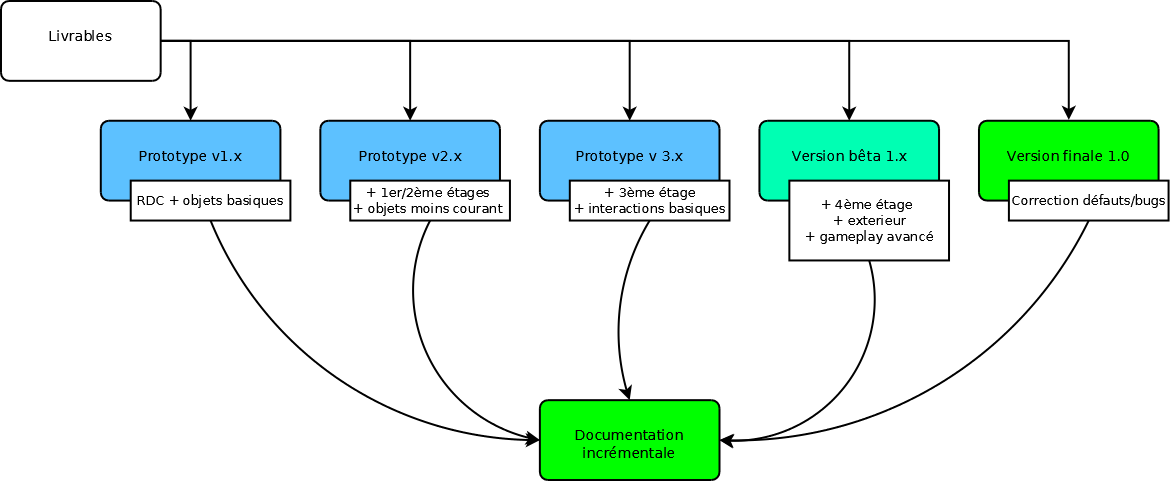 Livrables
Prototype v1.x
RDC + objets basiques
Prototype v2.x
+ 1er/2ème étages
+ objets moins courant
Prototype v 3.x
+ 3ème étage
+ interactions basiques
Version bêta 1.x
+ 4ème étage
+ exterieur
+ gameplay avancé
Version finale 1.0
Correction défauts/bugs
Documentation
incrémentale